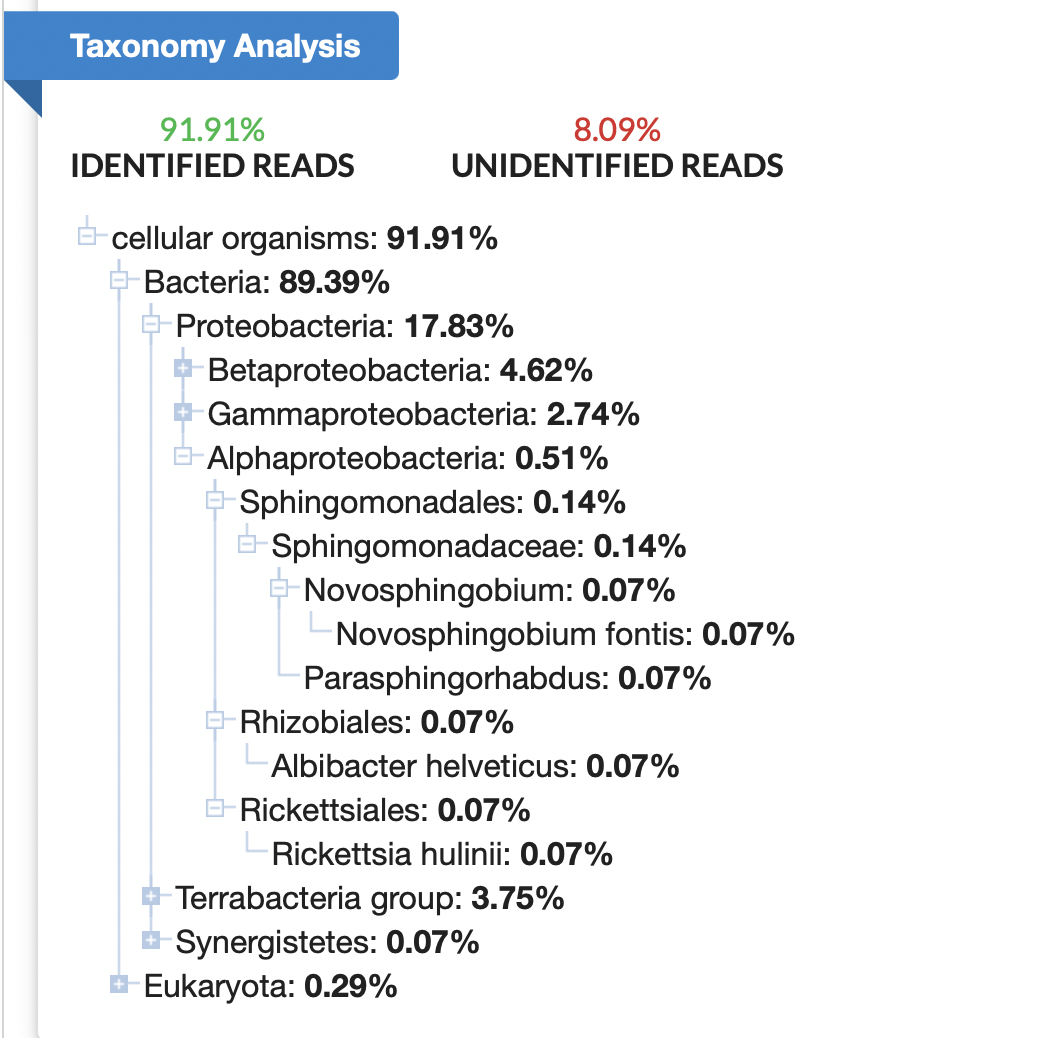 Taxonomy Analysis
91.91% 8.09%
IDENTIFIED READS UNIDENTIFIED READS
cellular organisms: 91.91%
Bacteria: 89.39%
Proteobacteria: 17.83%
Betaproteobacteria: 4.62%
Gammaproteobacteria: 2.74%
Alphaproteobacteria: 0.51%
Sphingomonadales: 0.14%
Sphingomonadaceae: 0.14%
Novosphingobium: 0.07%
Novosphingobium fontis: 0.07%
Parasphingorhabdus: 0.07%
Rhizobiales: 0.07%
Albibacter helveticus: 0.07%
Rickettsiales: 0.07%
Rickettsia hulinii: 0.07%
Terrabacteria group: 3.75%
Synergistetes: 0.07%
Eukaryota: 0.29%